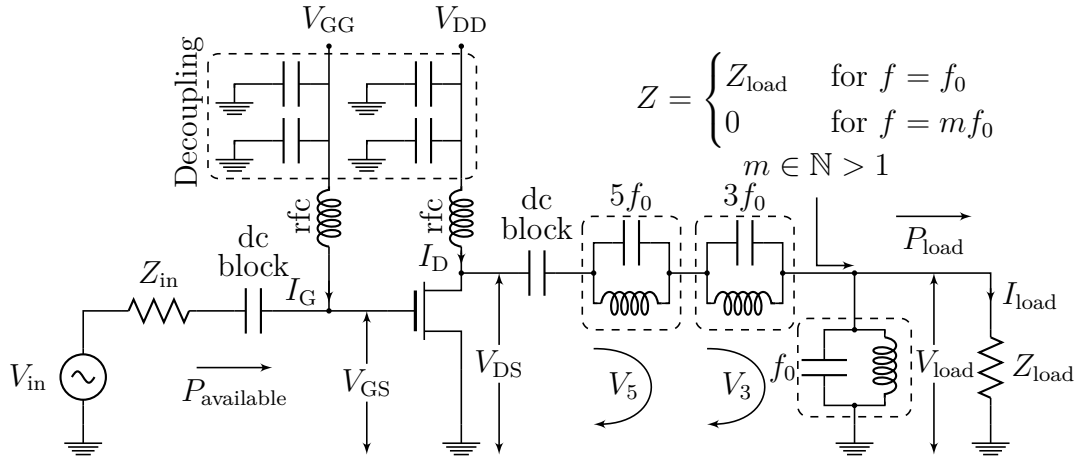 V_GG
V_DD
Decoupling
Z = { Z_load for f = f_0
0 for f = mf_0
m ∈ ℕ > 1
rfc
rfc
dc
block
5f_0
3f_0
P_load
dc
block
Z_in
I_G
I_D
I_load
V_in
P_available
V_GS
V_DS
V_5
V_3
f_0
V_load
Z_load